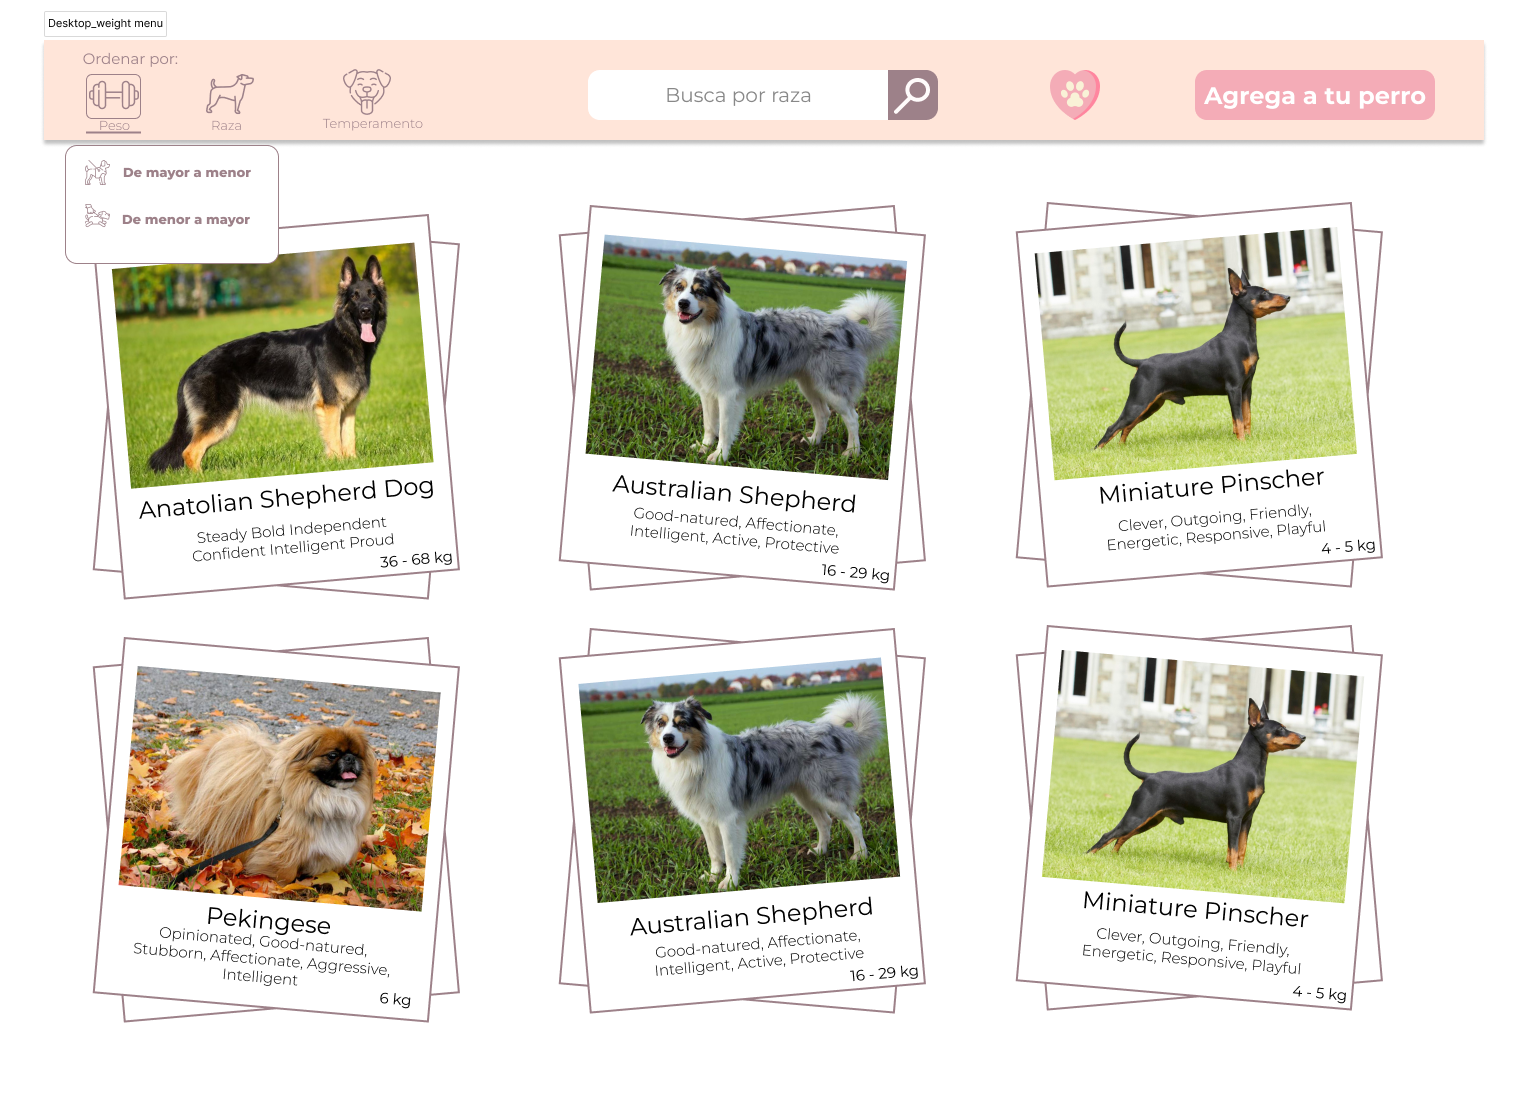 Desktop_weight menu
Ordenar por:
Peso
Raza
Temperamento
Busca por raza
Agrega a tu perro
De mayor a menor
De menor a mayor
Anatolian Shepherd Dog
Steady Bold Independent
Confident Intelligent Proud
36 - 68 kg
Australian Shepherd
Good-natured, Affectionate,
Intelligent, Active, Protective
16 - 29 kg
Miniature Pinscher
Clever, Outgoing, Friendly,
Energetic, Responsive, Playful
4 - 5 kg
Pekingese
Opinionated, Good-natured,
Stubborn, Affectionate, Aggressive,
Intelligent
6 kg
Australian Shepherd
Good-natured, Affectionate,
Intelligent, Active, Protective
16 - 29 kg
Miniature Pinscher
Clever, Outgoing, Friendly,
Energetic, Responsive, Playful
4 - 5 kg